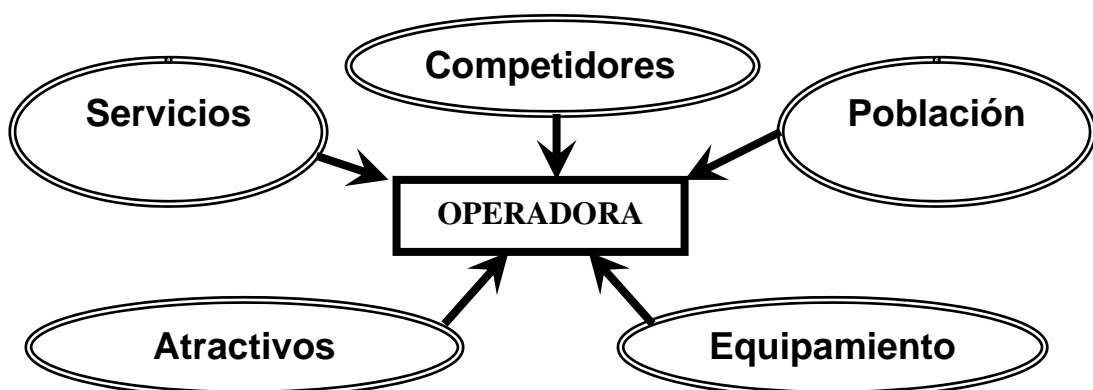 Competidores
Servicios
Población
OPERADORA
Atractivos
Equipamiento